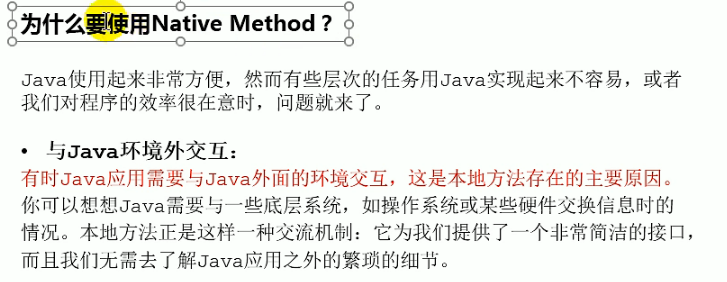 为什么要使用Native Method？
Java使用起来非常方便，然而有些层次的任务用Java实现起来不容易，或者
我们对程序的效率很在意时，问题就来了。
• 与Java环境外交互：
有时Java应用需要与Java外面的环境交互，这是本地方法存在的主要原因。
你可以想想Java需要与一些底层系统，如操作系统或某些硬件交换信息时的
情况。本地方法正是这样一种交流机制：它为我们提供了一个非常简洁的接口，
而且我们无需去了解Java应用之外的繁琐的细节。